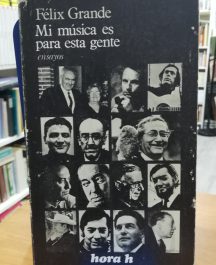 Félix Grande
Mi música es
para esta gente
ensayos
hora h